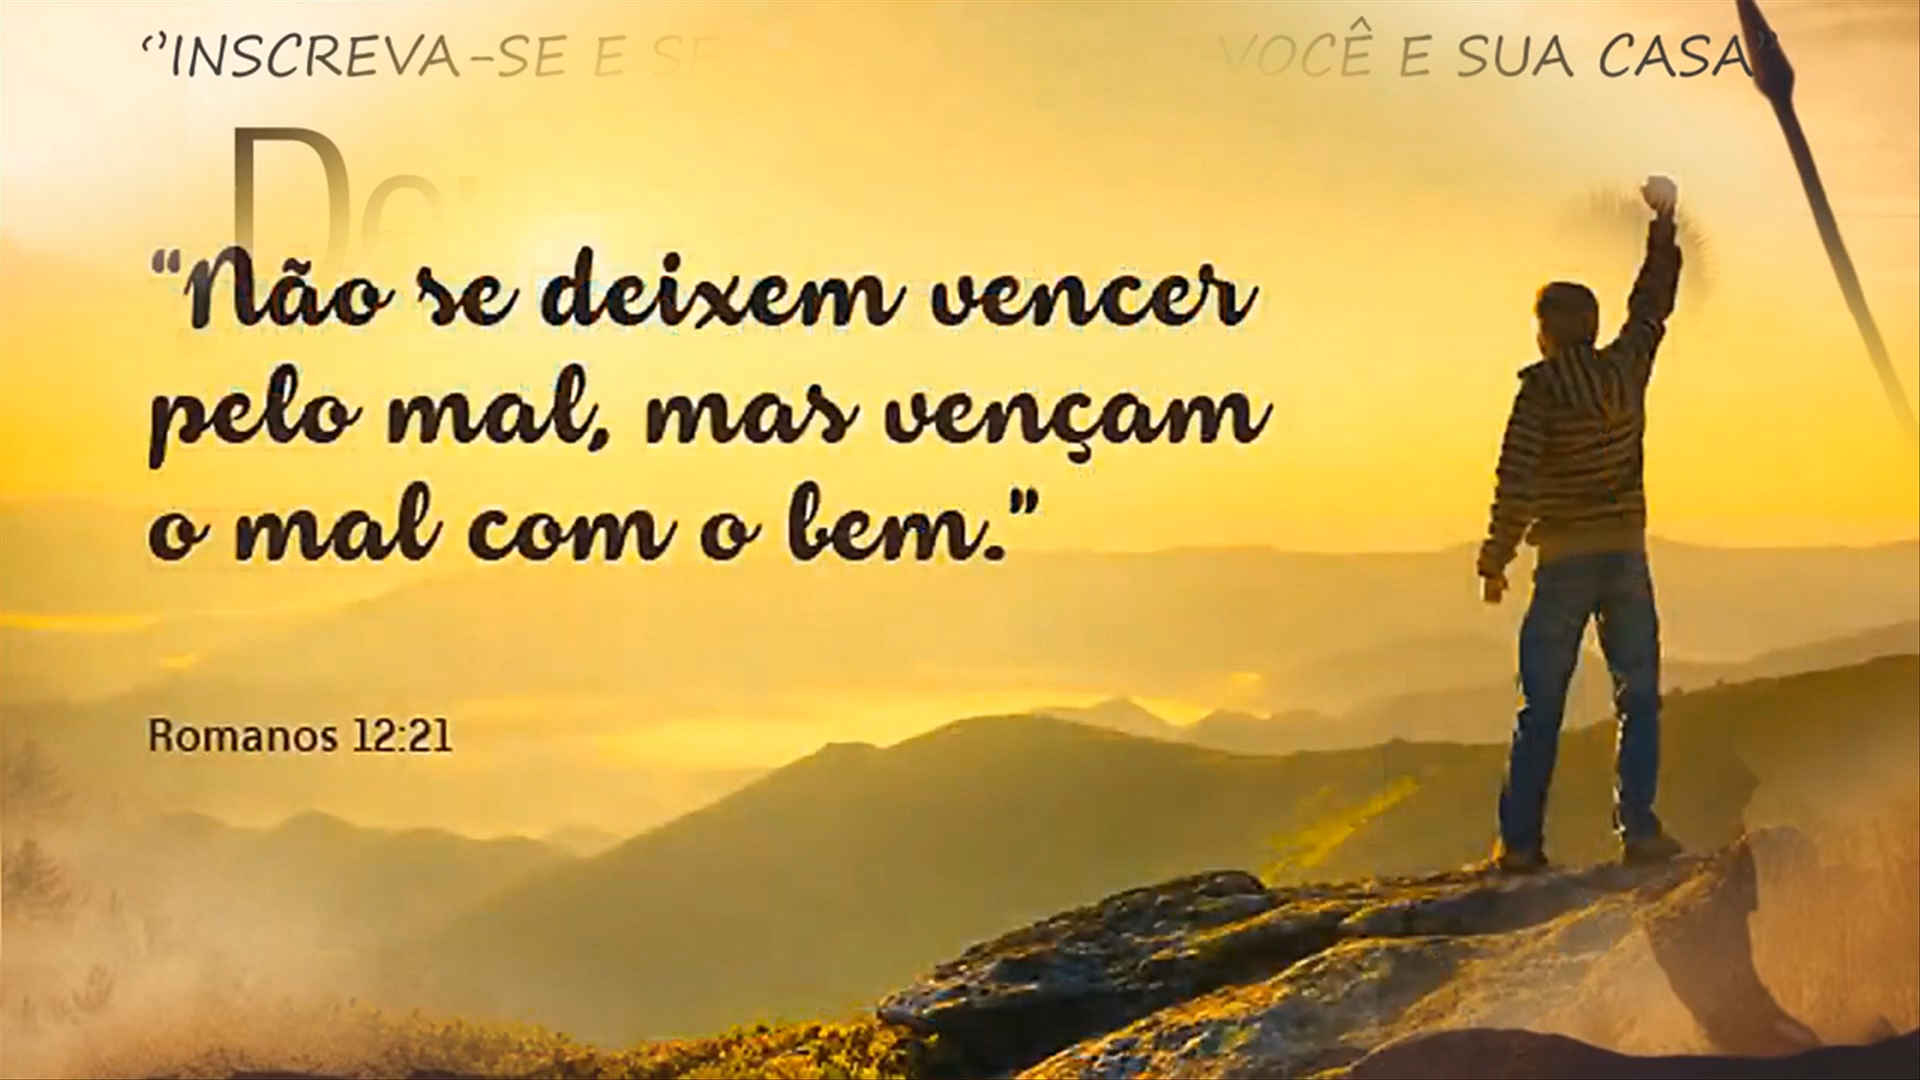 ‘’INSCREVA-SE E SE VOCÊ E SUA CASA’’
“Não se deixem vencer
pelo mal, mas vençam
o mal com o bem.”
Romanos 12:21